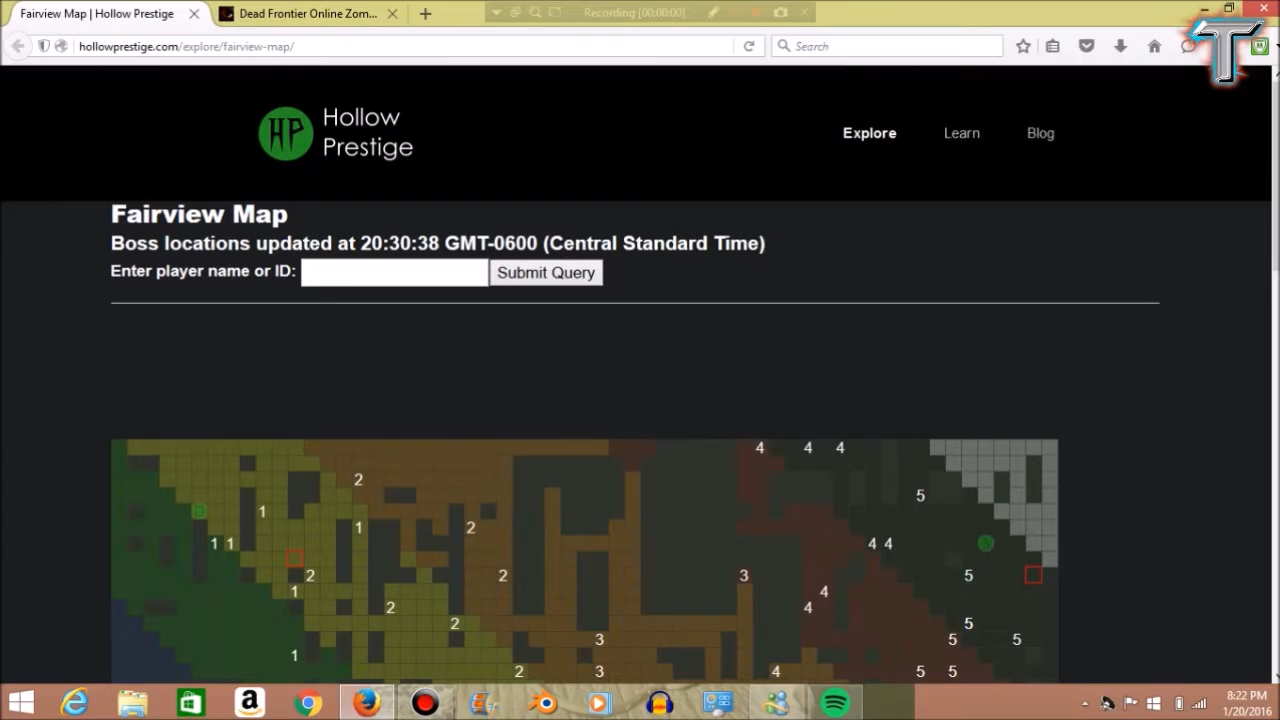 Fairview Map | Hollow Prestige
Dead Frontier Online Zom...
Recording [00:00:00]
hollowprestige.com/explore/fairview-map/
Search
T
HP
Hollow
Prestige
Explore
Learn
Blog
Fairview Map
Boss locations updated at 20:30:38 GMT-0600 (Central Standard Time)
Enter player name or ID:
Submit Query
4 4 4
2
5
1
1 2
1 1 4 4
2 2 3 5
1 4
2 4
2 5
3 5 5
1
2 3 4 5 5
8:22 PM
1/20/2016